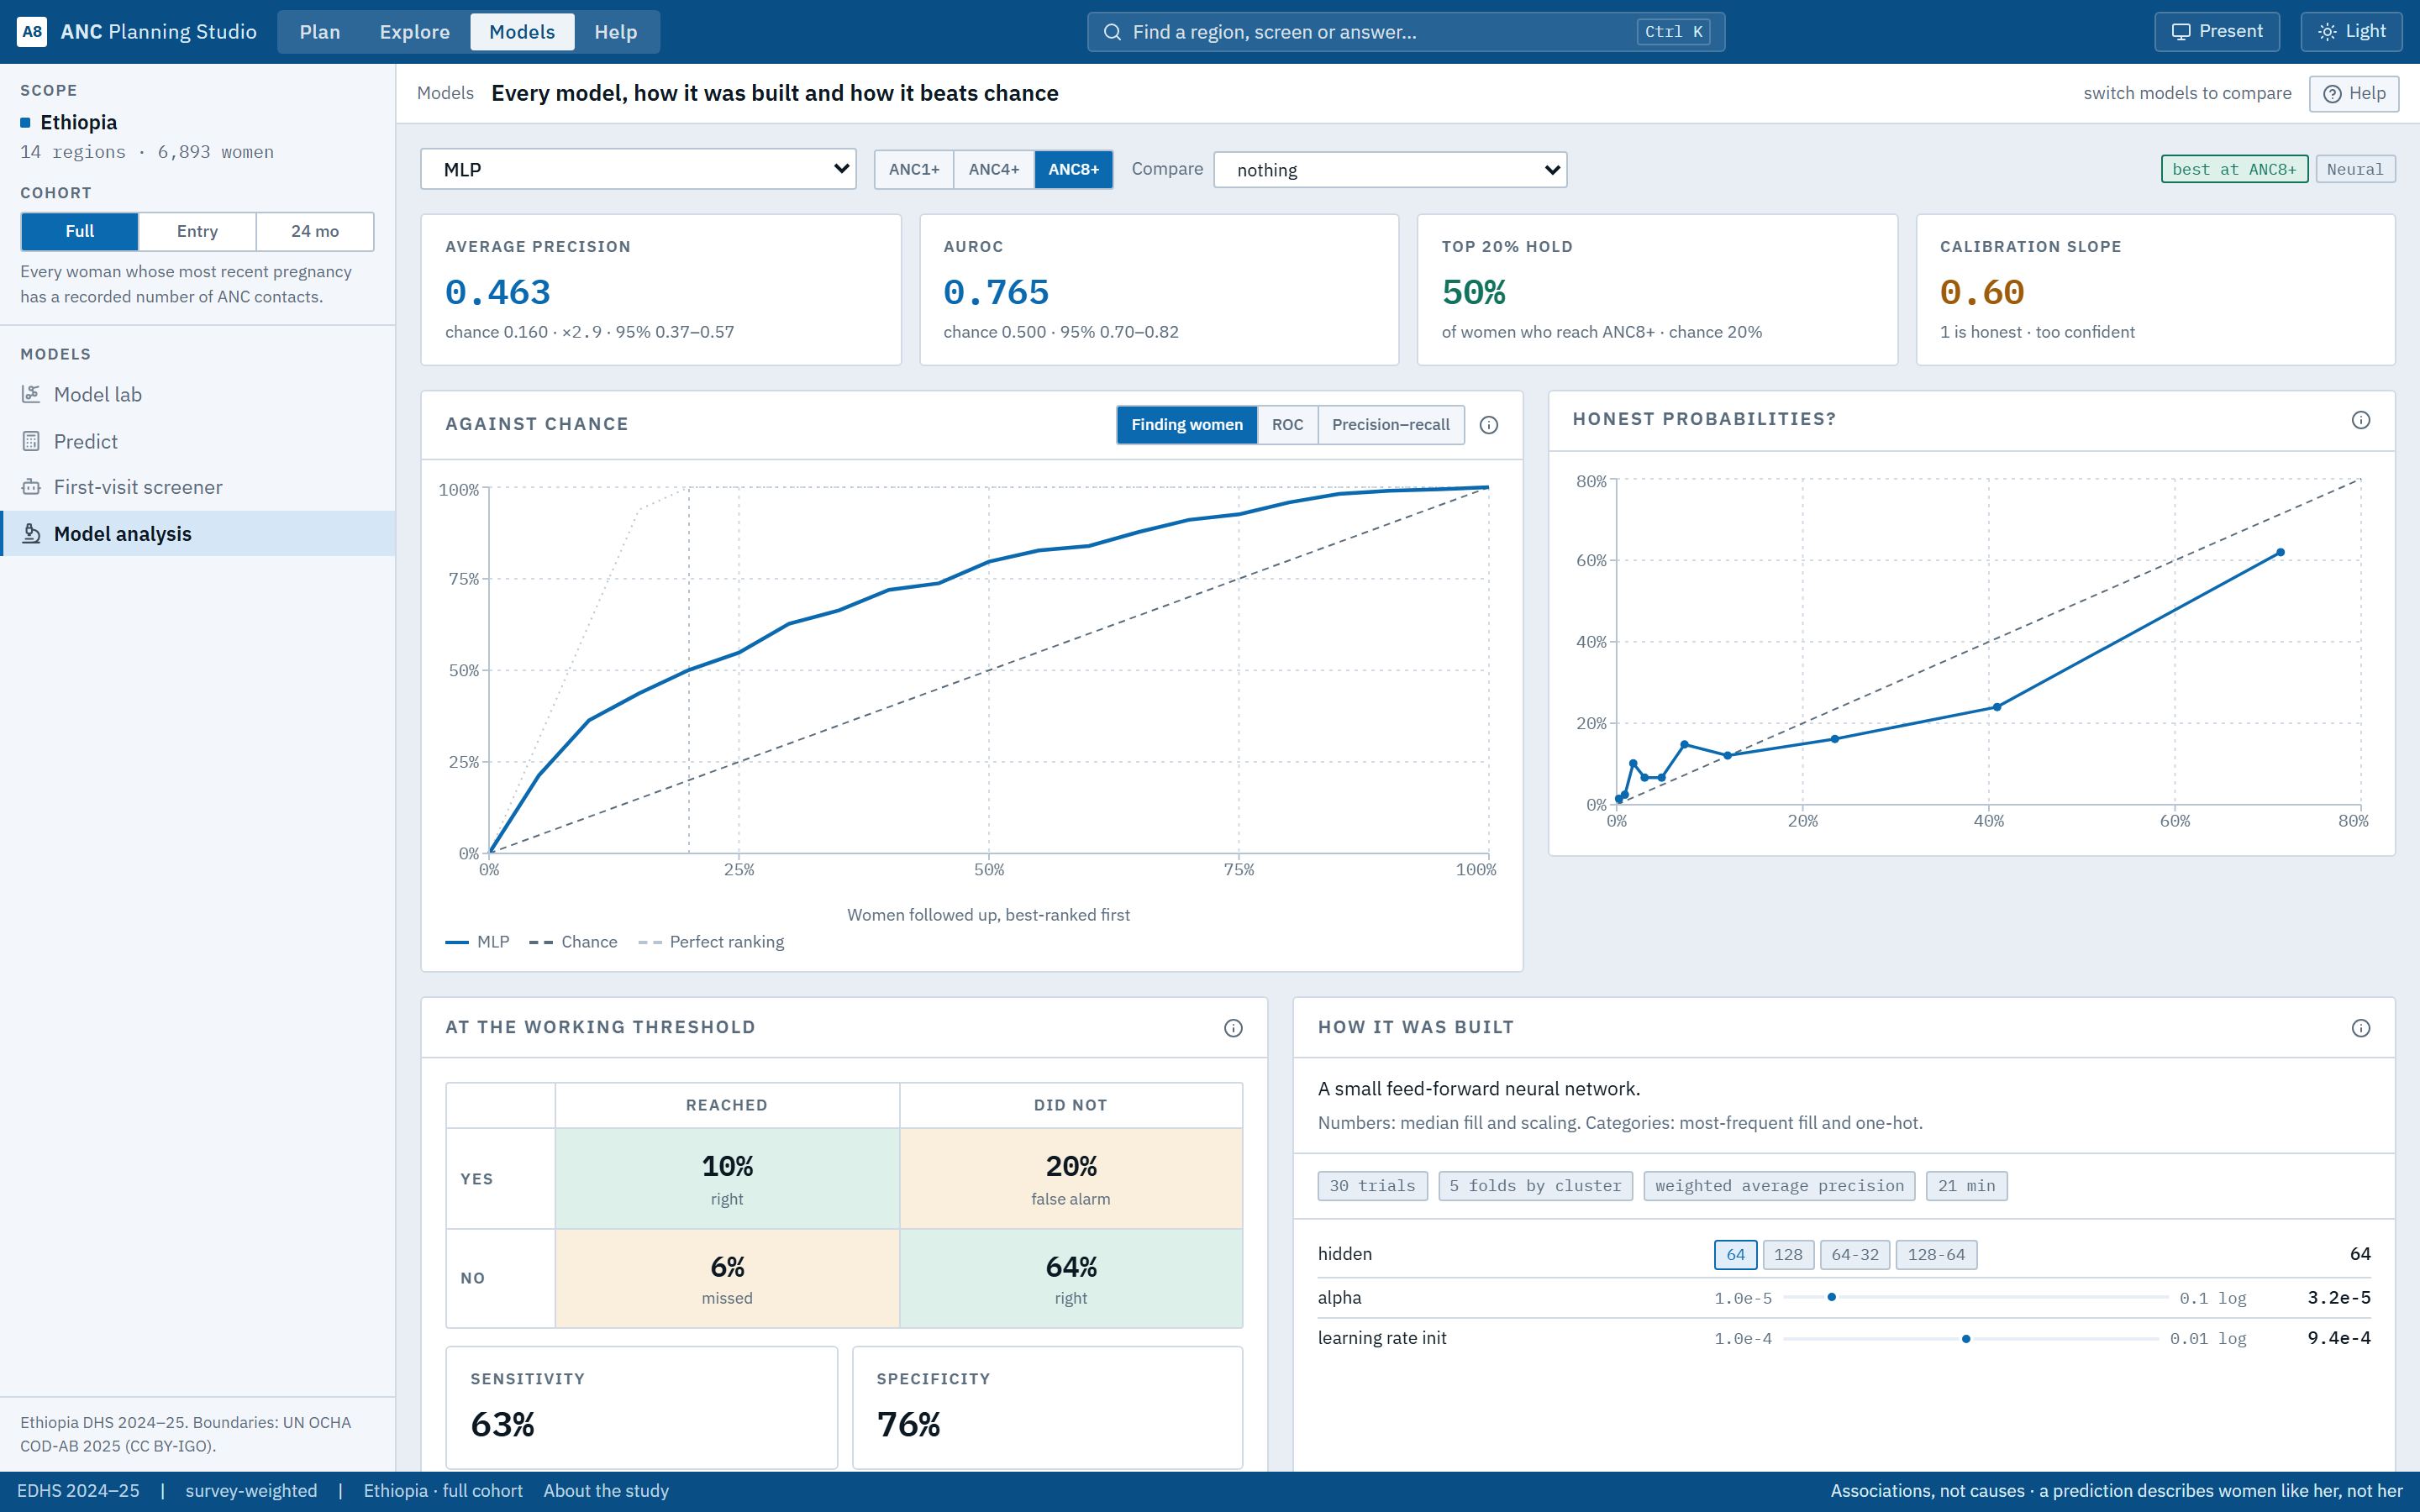 A8 ANC Planning Studio Plan Explore Models Help Find a region, screen or answer... Ctrl K Present Light
SCOPE
Ethiopia
14 regions · 6,893 women
COHORT
Full Entry 24 mo
Every woman whose most recent pregnancy
has a recorded number of ANC contacts.
MODELS
Model lab
Predict
First-visit screener
Model analysis
Ethiopia DHS 2024–25. Boundaries: UN OCHA
COD-AB 2025 (CC BY-IGO).
Models Every model, how it was built and how it beats chance switch models to compare Help
MLP ANC1+ ANC4+ ANC8+ Compare nothing best at ANC8+ Neural
AVERAGE PRECISION
0.463
chance 0.160 · ×2.9 · 95% 0.37–0.57
AUROC
0.765
chance 0.500 · 95% 0.70–0.82
TOP 20% HOLD
50%
of women who reach ANC8+ · chance 20%
CALIBRATION SLOPE
0.60
1 is honest · too confident
AGAINST CHANCE Finding women ROC Precision–recall
100%
75%
50%
25%
0%
0% 25% 50% 75% 100%
Women followed up, best-ranked first
MLP Chance Perfect ranking
HONEST PROBABILITIES?
80%
60%
40%
20%
0%
0% 20% 40% 60% 80%
AT THE WORKING THRESHOLD
REACHED DID NOT
YES 10% 20%
right false alarm
NO 6% 64%
missed right
SENSITIVITY
63%
SPECIFICITY
76%
HOW IT WAS BUILT
A small feed-forward neural network.
Numbers: median fill and scaling. Categories: most-frequent fill and one-hot.
30 trials 5 folds by cluster weighted average precision 21 min
hidden 64 128 64-32 128-64 64
alpha 1.0e-5 0.1 log 3.2e-5
learning rate init 1.0e-4 0.01 log 9.4e-4
EDHS 2024–25 | survey-weighted | Ethiopia · full cohort About the study Associations, not causes · a prediction describes women like her, not her